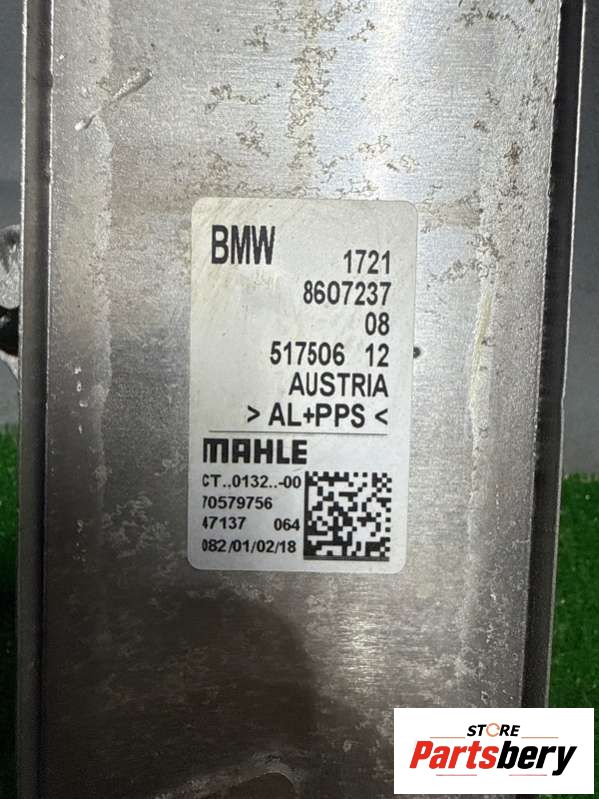 BMW 1721
8607237
08
517506 12
AUSTRIA
>AL+PPS<
MAHLE
CT..0132..-00
70579756
47137 064
082/01/02/18
STORE
Partsbery